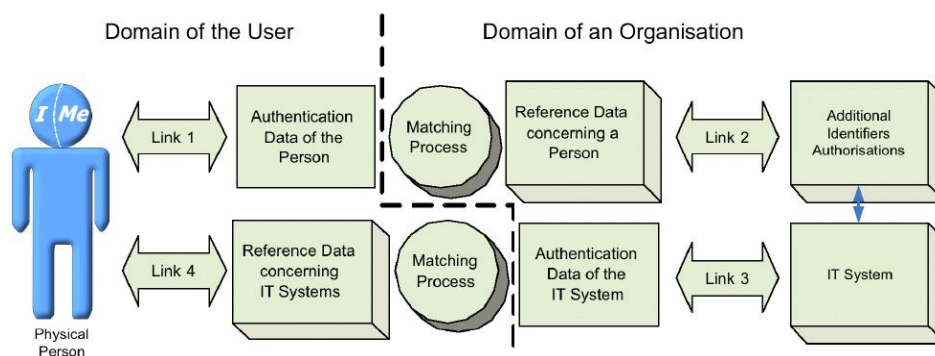 Domain of the User
Domain of an Organisation
I Me
Link 1
Authentication
Data of the
Person
Matching
Process
Reference Data
concerning a
Person
Link 2
Additional
Identifiers
Authorisations
Link 4
Reference Data
concerning
IT Systems
Matching
Process
Authentication
Data of the
IT System
Link 3
IT System
Physical
Person